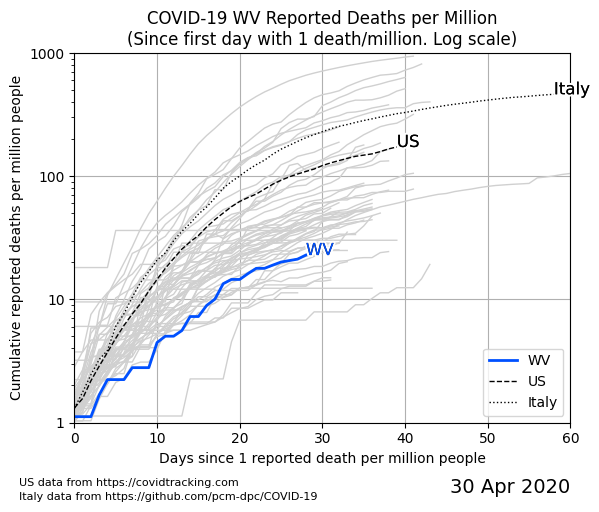 COVID-19 WV Reported Deaths per Million
(Since first day with 1 death/million. Log scale)
Cumulative reported deaths per million people
1000
100
10
1
Italy
US
WV
WV
US
Italy
0 10 20 30 40 50 60
Days since 1 reported death per million people
US data from https://covidtracking.com
Italy data from https://github.com/pcm-dpc/COVID-19
30 Apr 2020